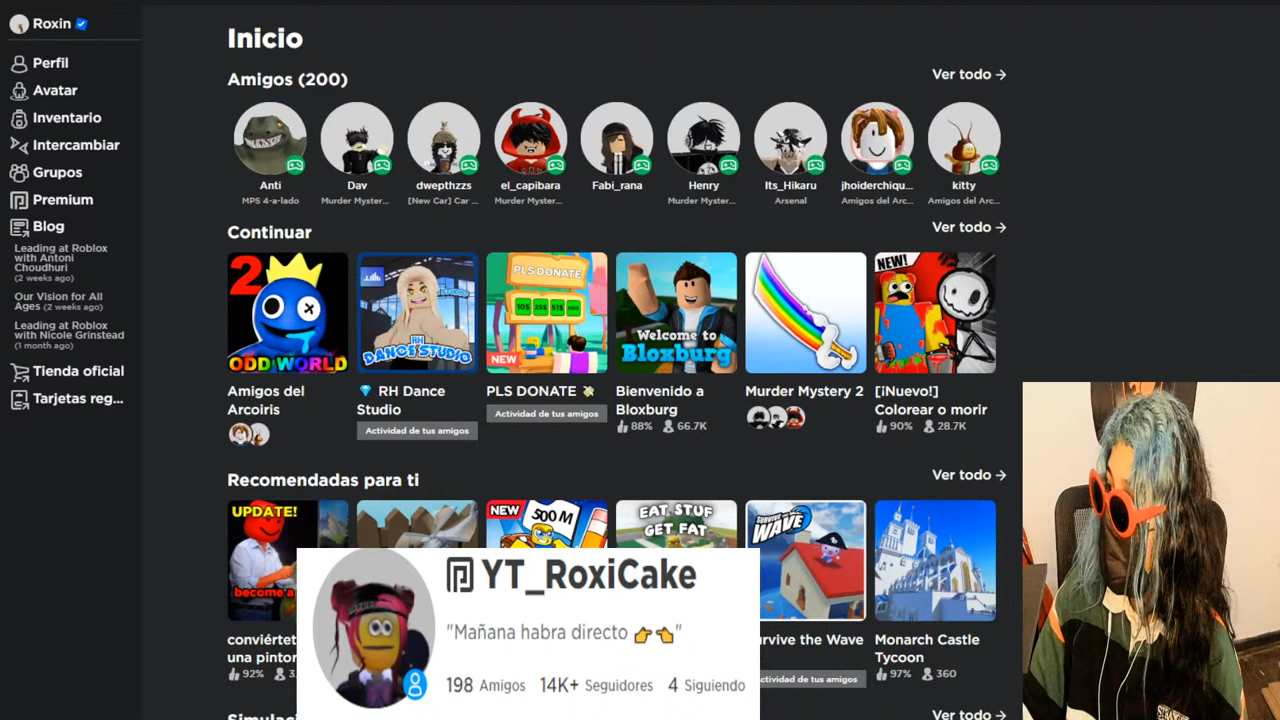 Roxin
Perfil
Avatar
Inventario
Intercambiar
Grupos
Premium
Blog
Leading at Roblox
with Antoni
Choudhuri
(2 weeks ago)
Our Vision for All
Ages (2 weeks ago)
Leading at Roblox
with Nicole Grinstead
(1 month ago)
Tienda oficial
Tarjetas reg...
Inicio
Amigos (200)
Ver todo →
Anti
MPS 4-a-lado
Dav
Murder Myster...
dwepthzzs
[New Car] Car ...
el_capibara
Murder Myster...
Fabi_rana
Henry
Murder Myster...
Its_Hikaru
Arsenal
jhoiderchiqu...
Amigos del Arc...
kitty
Amigos del Arc...
Continuar
Ver todo →
2
ODD WORLD
RH
DANCE STUDIO
PLS DONATE
NEW
Welcome to
Bloxburg
NEW!
Amigos del
Arcoiris
💎 RH Dance
Studio
Actividad de tus amigos
PLS DONATE 💸
Actividad de tus amigos
Bienvenido a
Bloxburg
88% 66.7K
Murder Mystery 2
[¡Nuevo!]
Colorear o morir
90% 28.7K
Recomendadas para ti
Ver todo →
UPDATE!
become a
NEW
500M
EAT STUF
GET FAT
SURVIVE THE
WAVE
conviértet
una pintor
92% 3.
urvive the Wave
ctividad de tus amigos
Monarch Castle
Tycoon
97% 360
YT_RoxiCake
"Mañana habra directo 👉👈"
198 Amigos 14K+ Seguidores 4 Siguiendo
Simulaci
Ver todo →